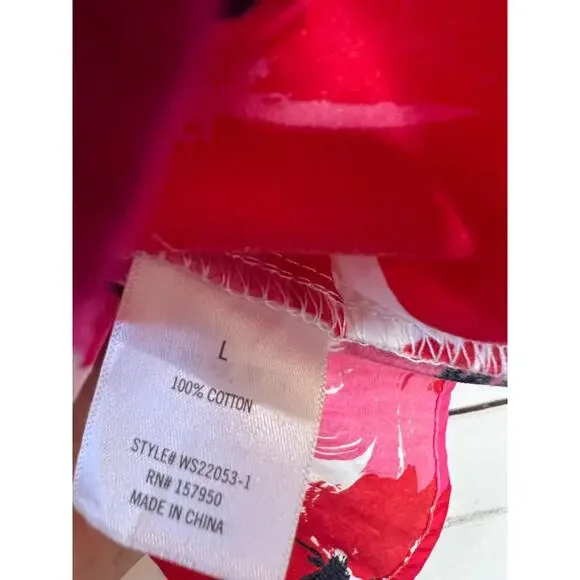 L
100% COTTON
STYLE# WS22053-1
RN# 157950
MADE IN CHINA